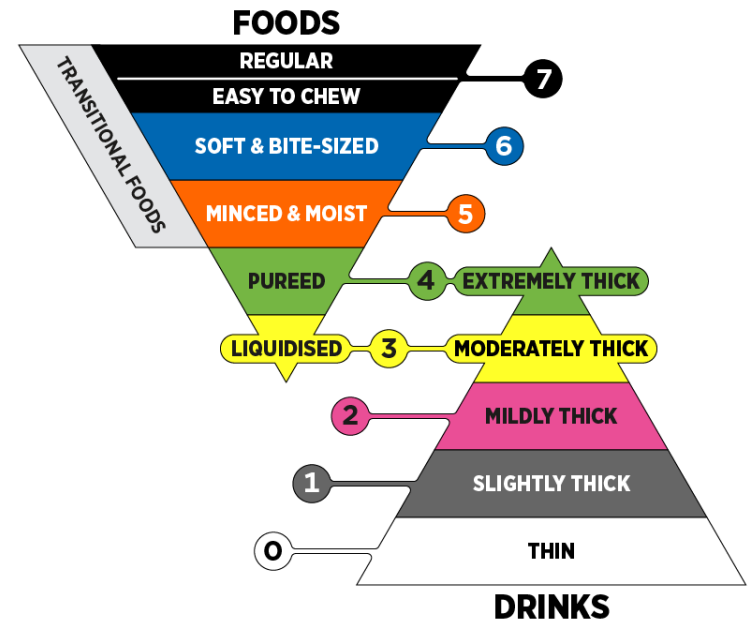 FOODS
REGULAR
7
EASY TO CHEW
TRANSITIONAL FOODS
SOFT & BITE-SIZED
6
MINCED & MOIST
5
PUREED
4
EXTREMELY THICK
LIQUIDISED
3
MODERATELY THICK
2
MILDLY THICK
1
SLIGHTLY THICK
0
THIN
DRINKS